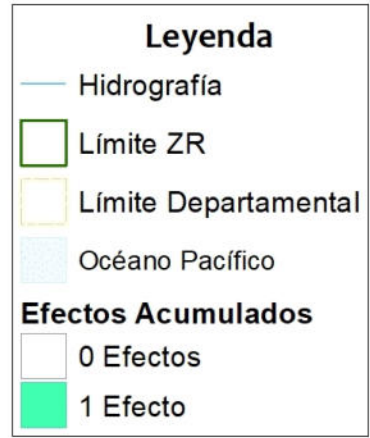 Leyenda
Hidrografía
Límite ZR
Límite Departamental
Océano Pacífico
Efectos Acumulados
0 Efectos
1 Efecto